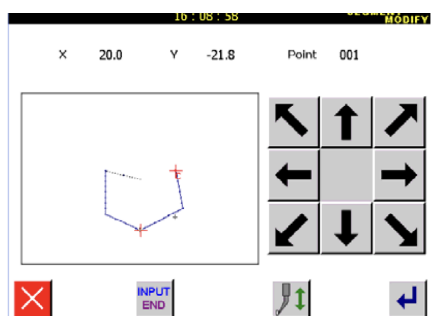 16 : 08 : 58
MODIFY
X 20.0 Y -21.8 Point 001
INPUT
END